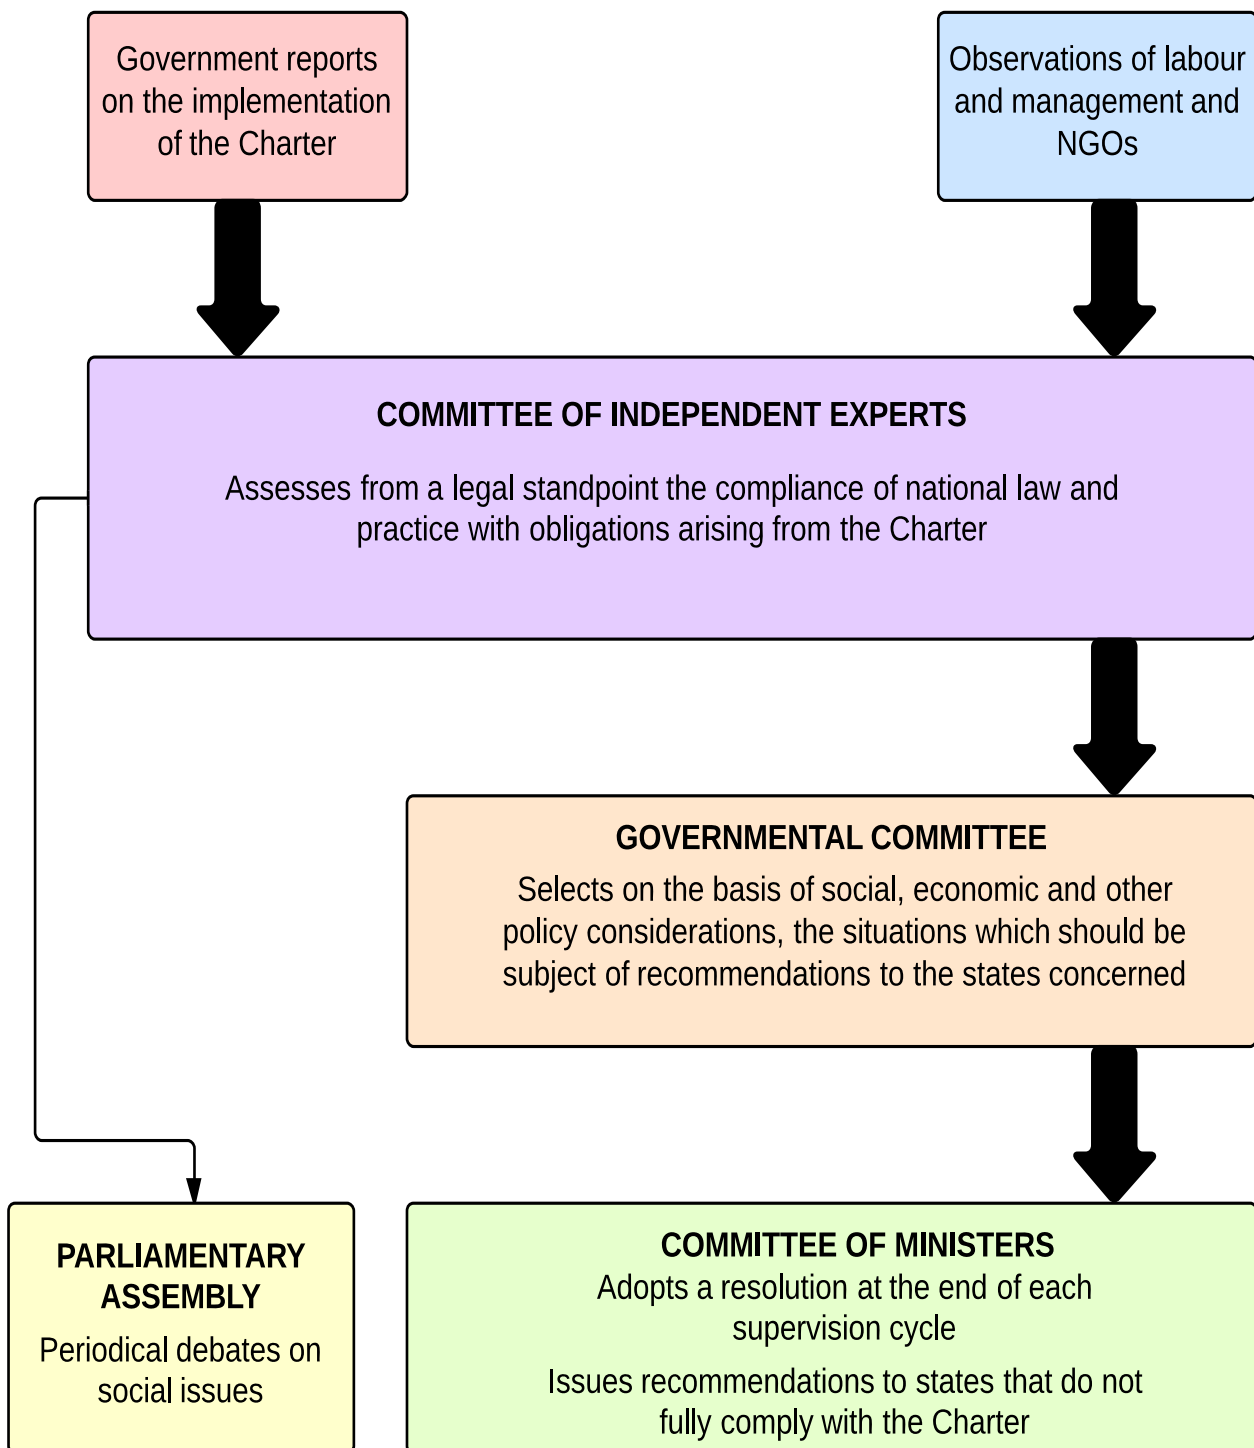 Government reports
on the implementation
of the Charter
Observations of labour
and management and
NGOs
COMMITTEE OF INDEPENDENT EXPERTS
Assesses from a legal standpoint the compliance of national law and
practice with obligations arising from the Charter
GOVERNMENTAL COMMITTEE
Selects on the basis of social, economic and other
policy considerations, the situations which should be
subject of recommendations to the states concerned
PARLIAMENTARY
ASSEMBLY
Periodical debates on
social issues
COMMITTEE OF MINISTERS
Adopts a resolution at the end of each
supervision cycle
Issues recommendations to states that do not
fully comply with the Charter